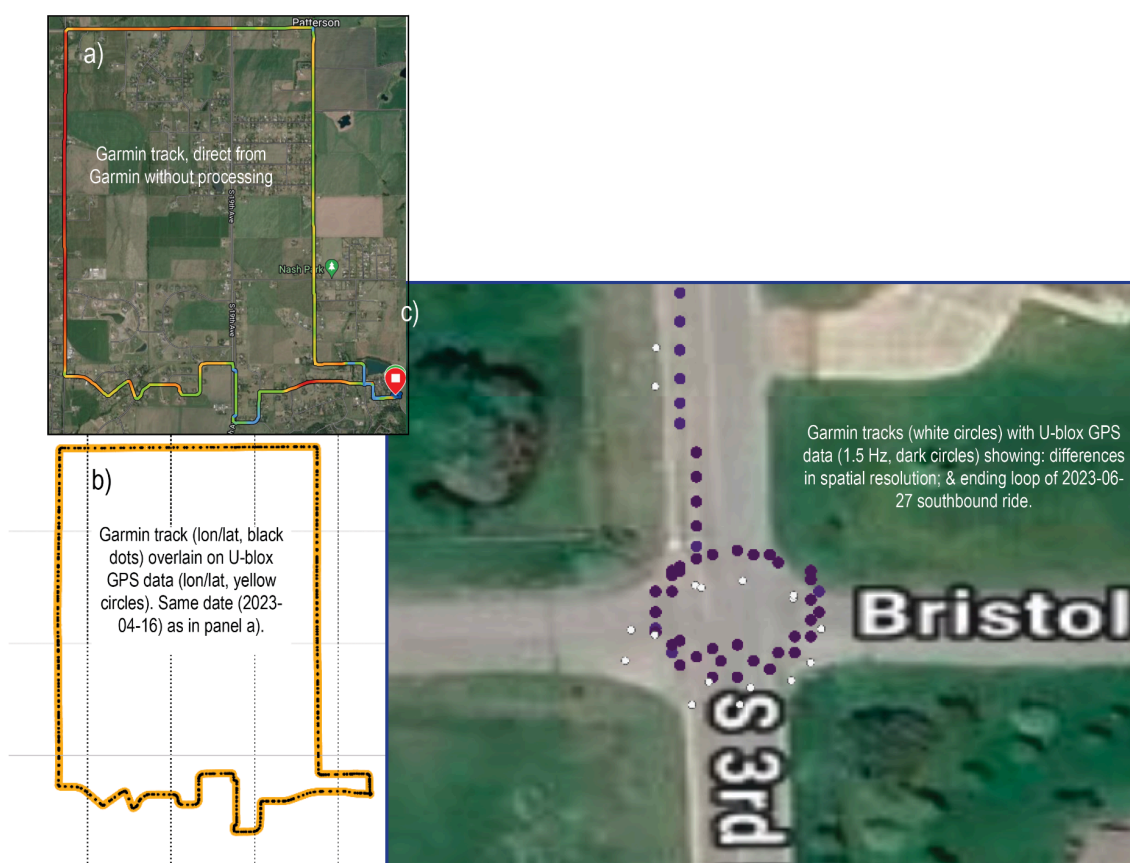 Patterson
a)
Garmin track, direct from
Garmin without processing
S 19th Ave
Nash Park
S 19th Ave
c)
Garmin tracks (white circles) with U-blox GPS
data (1.5 Hz, dark circles) showing: differences
in spatial resolution; & ending loop of 2023-06-
27 southbound ride.
b)
Garmin track (lon/lat, black
dots) overlain on U-blox
GPS data (lon/lat, yellow
circles). Same date (2023-
04-16) as in panel a).
Bristol
S 3rd